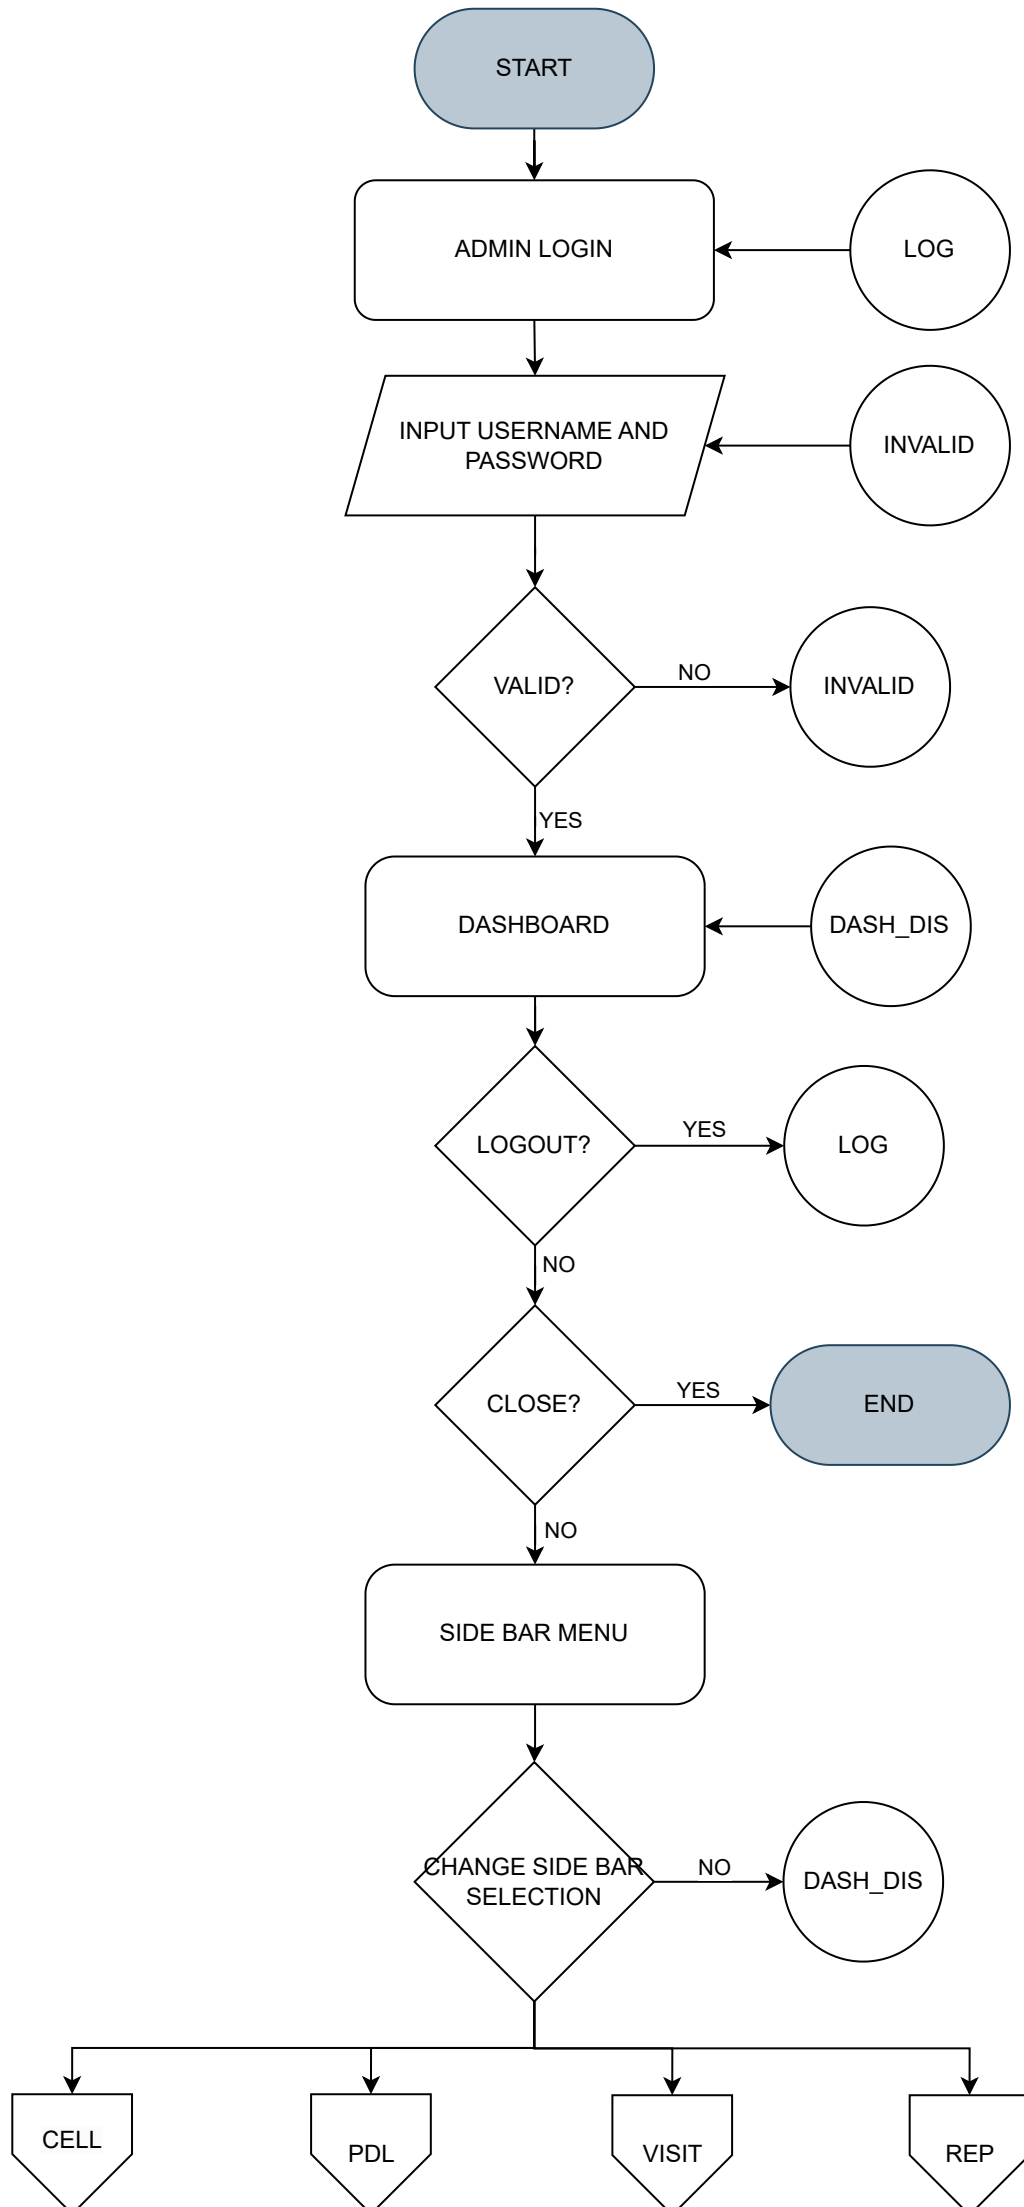 START
ADMIN LOGIN
LOG
INPUT USERNAME AND
PASSWORD
INVALID
VALID?
NO
INVALID
YES
DASHBOARD
DASH_DIS
LOGOUT?
YES
LOG
NO
CLOSE?
YES
END
NO
SIDE BAR MENU
CHANGE SIDE BAR
SELECTION
NO
DASH_DIS
CELL
PDL
VISIT
REP